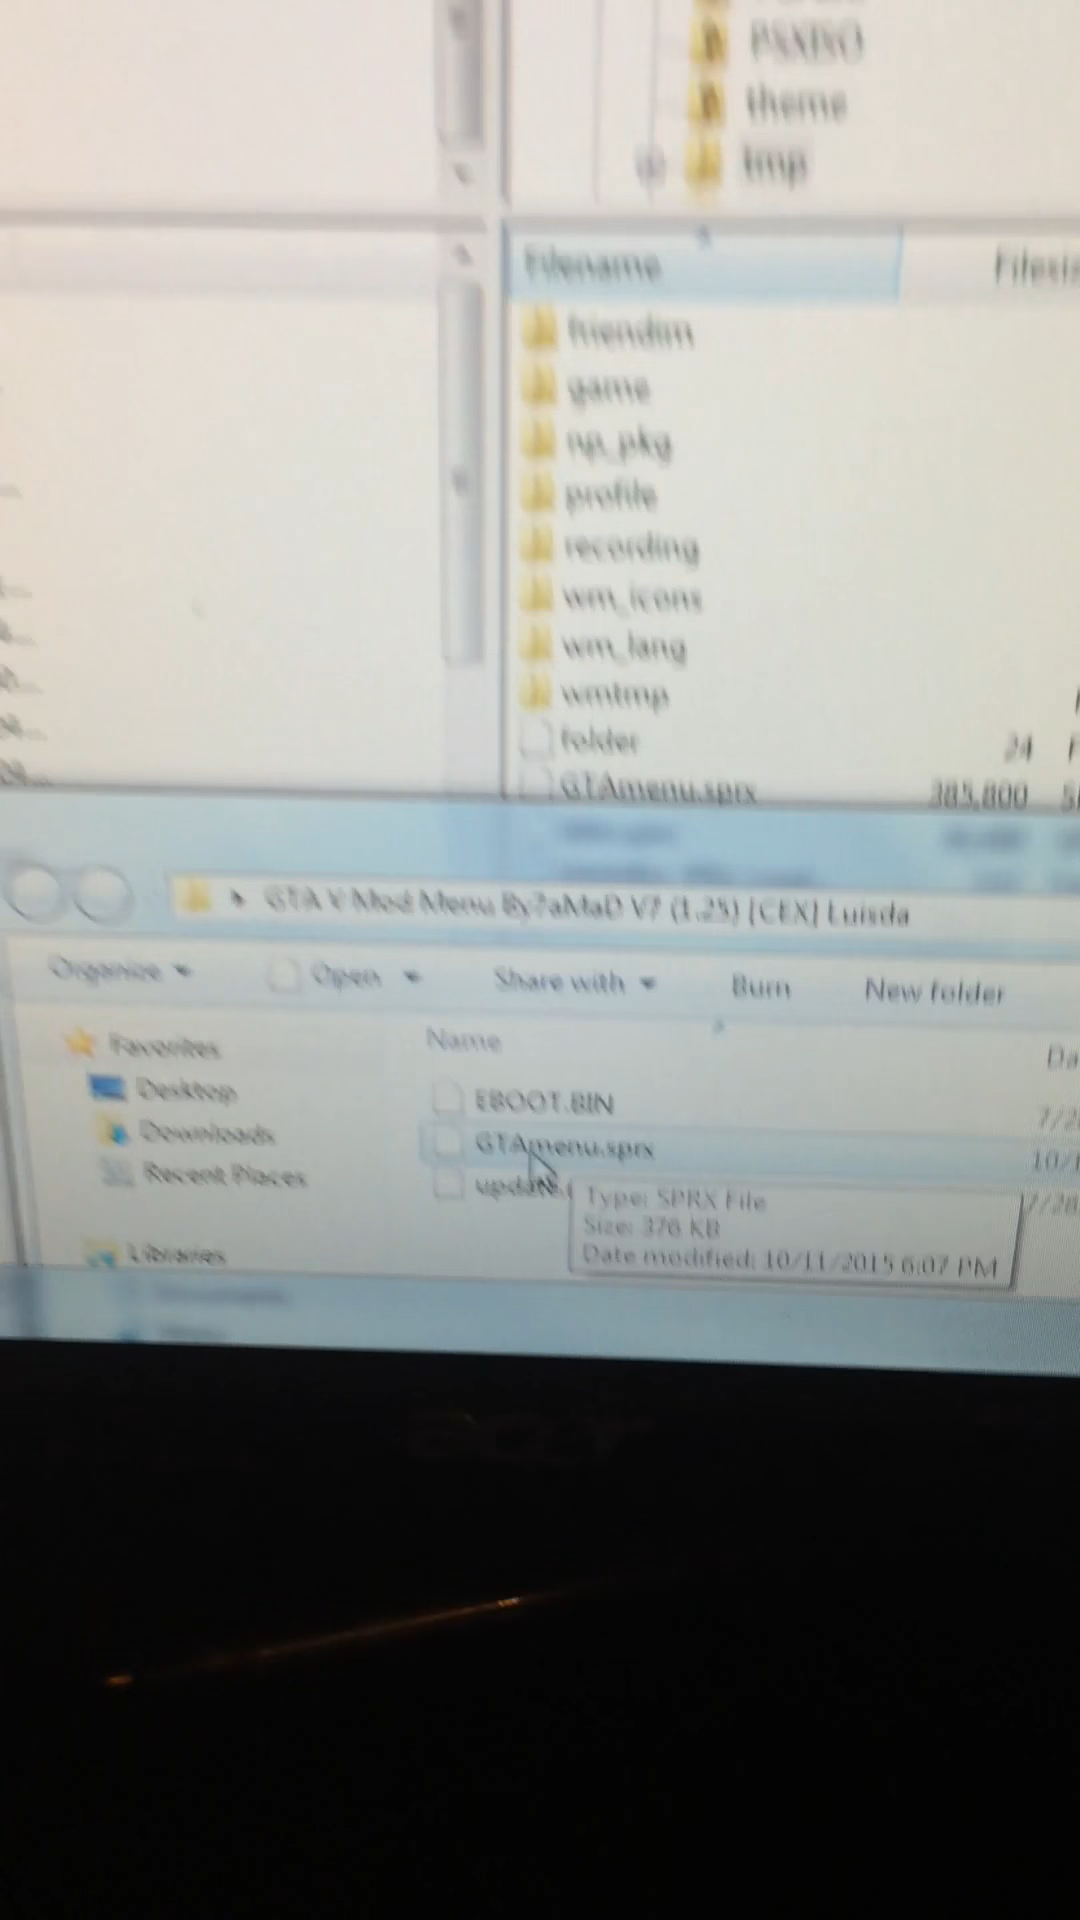 PSXISO
theme
tmp
Filename
friendim
game
np_pkg
profile
recording
wm_icons
wm_lang
wmtmp
folder 24
GTAmenu.sprx 385,800
GTA V Mod Menu By7aMaD V7 (1.25) [CEX] Luisda
Organize Open Share with Burn New folder
Favorites
Name
Desktop
EBOOT.BIN
Downloads
GTAmenu.sprx
Recent Places
Type: SPRX File
Size: 376 KB
Date modified: 10/11/2015 6:07 PM
Libraries
acer